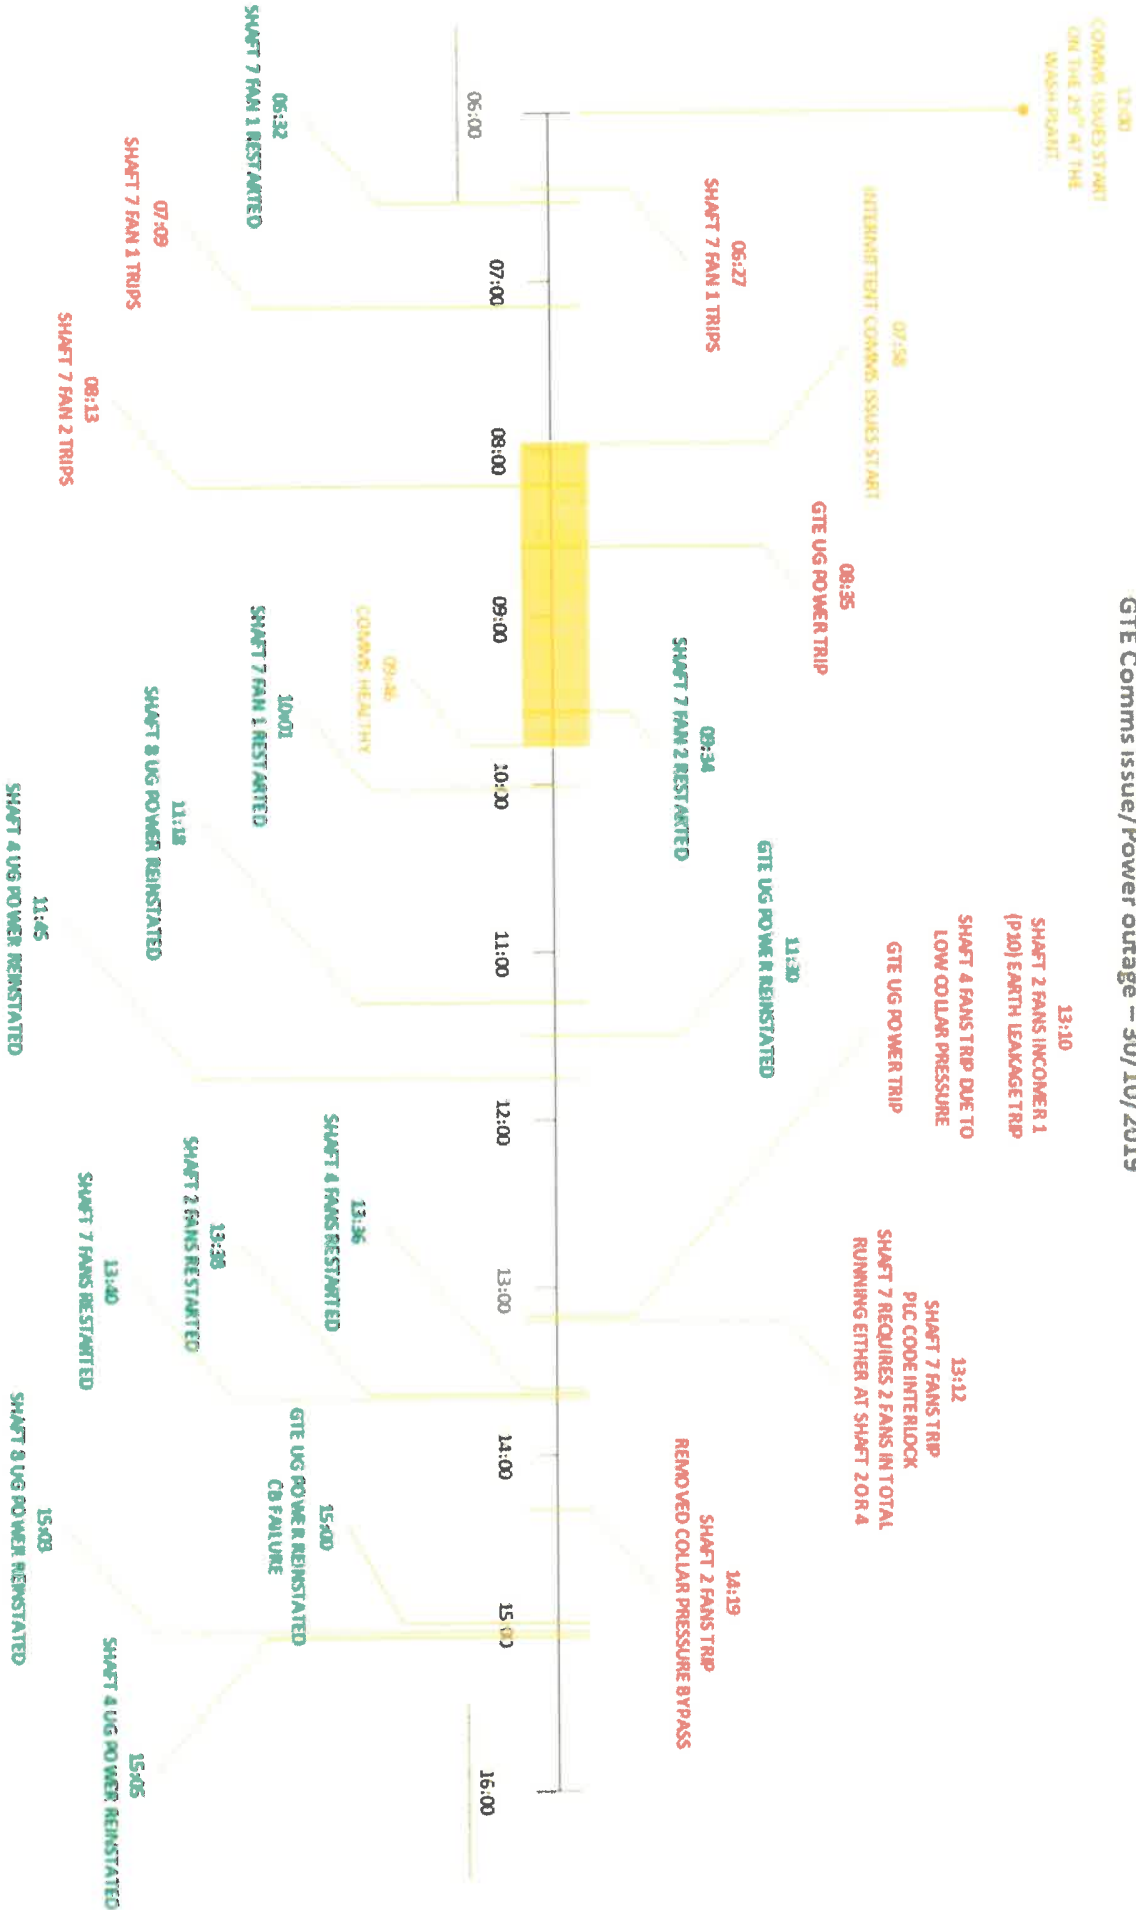 GTE Comms issue/Power outage – 30/10/2019
12:00
COMMS ISSUES START
ON THE 29TH AT THE
WASH PLANT
06:27
SHAFT 7 FAN 1 TRIPS
07:58
INTERMITTENT COMMS ISSUES START
08:35
GTE UG POWER TRIP
09:34
SHAFT 7 FAN 2 RESTARTED
11:30
GTE UG POWER REINSTATED
13:10
SHAFT 2 FANS INCOMER 1
(P10) EARTH LEAKAGE TRIP
SHAFT 4 FANS TRIP DUE TO
LOW COLLAR PRESSURE
GTE UG POWER TRIP
13:12
SHAFT 7 FANS TRIP
PLC CODE INTERLOCK
SHAFT 7 REQUIRES 2 FANS IN TOTAL
RUNNING EITHER AT SHAFT 2 OR 4
14:19
SHAFT 2 FANS TRIP
REMOVED COLLAR PRESSURE BYPASS
06:00
07:00
08:00
09:00
10:00
11:00
12:00
13:00
14:00
15:00
16:00
06:32
SHAFT 7 FAN 1 RESTARTED
07:09
SHAFT 7 FAN 1 TRIPS
08:13
SHAFT 7 FAN 2 TRIPS
09:46
COMMS HEALTHY
10:01
SHAFT 7 FAN 1 RESTARTED
11:18
SHAFT 8 UG POWER REINSTATED
11:45
SHAFT 4 UG POWER REINSTATED
13:36
SHAFT 4 FANS RESTARTED
13:38
SHAFT 2 FANS RESTARTED
13:40
SHAFT 7 FANS RESTARTED
15:00
GTE UG POWER REINSTATED
CB FAILURE
15:03
SHAFT 8 UG POWER REINSTATED
15:05
SHAFT 4 UG POWER REINSTATED